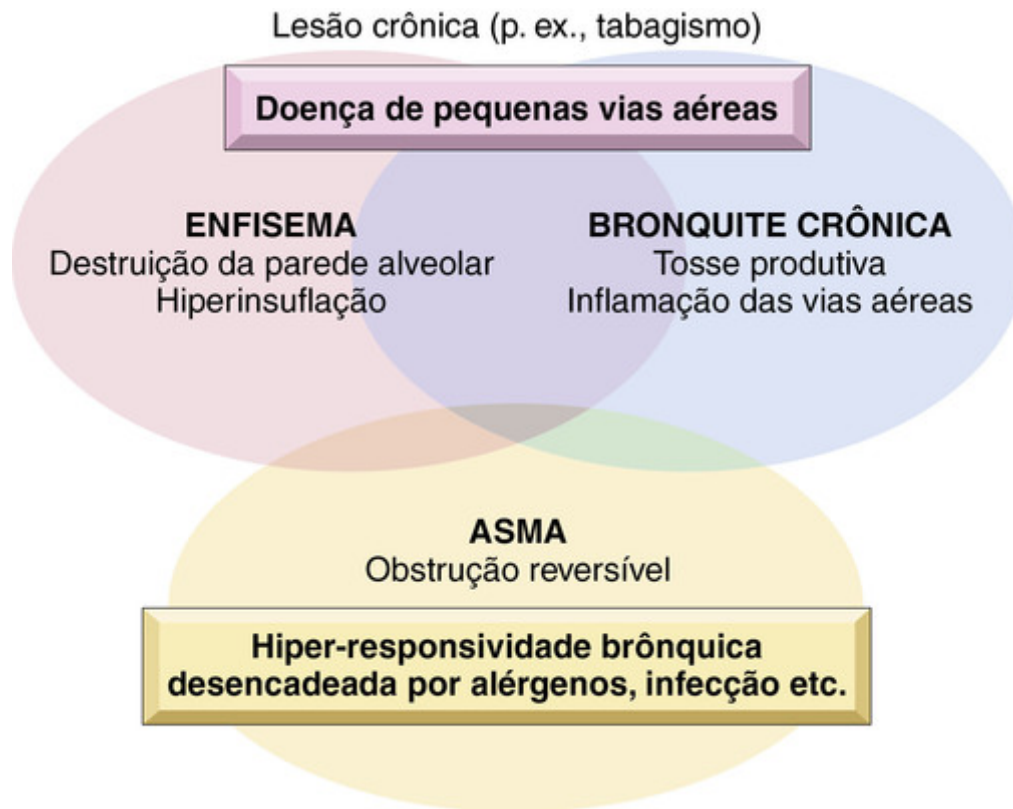 Lesão crônica (p. ex., tabagismo)
Doença de pequenas vias aéreas
ENFISEMA
Destruição da parede alveolar
Hiperinsuflação
BRONQUITE CRÔNICA
Tosse produtiva
Inflamação das vias aéreas
ASMA
Obstrução reversível
Hiper-responsividade brônquica
desencadeada por alérgenos, infecção etc.